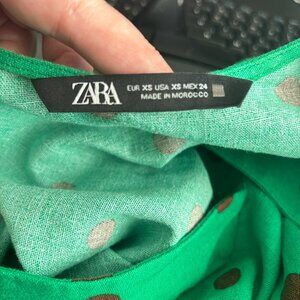 ZARA
EUR XS USA XS MEX 24
MADE IN MOROCCO